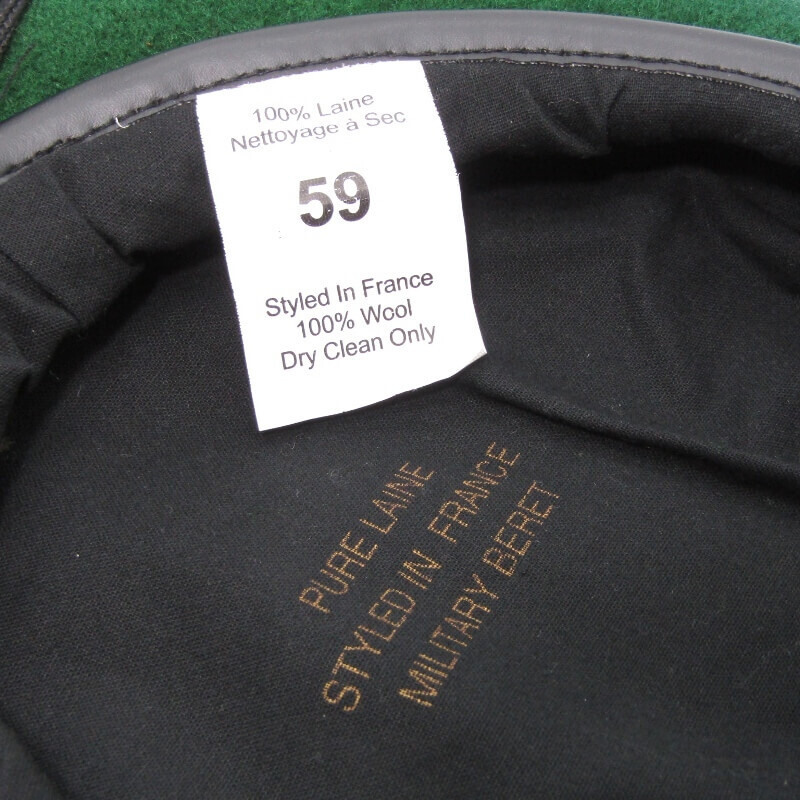 100% Laine
Nettoyage à Sec
59
Styled In France
100% Wool
Dry Clean Only
PURE LAINE
STYLED IN FRANCE
MILITARY BERET